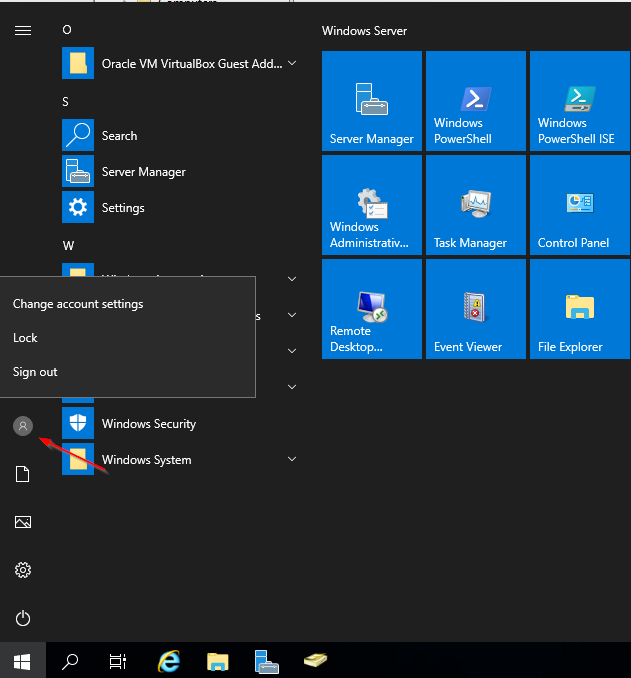 Computers
O
Windows Server
Oracle VM VirtualBox Guest Add...
S
Search
Server Manager
Settings
W
Change account settings
Lock
Sign out
Windows Security
Windows System
Server Manager
Windows
PowerShell
Windows
PowerShell ISE
Windows
Administrativ...
Task Manager
Control Panel
Remote
Desktop...
Event Viewer
File Explorer